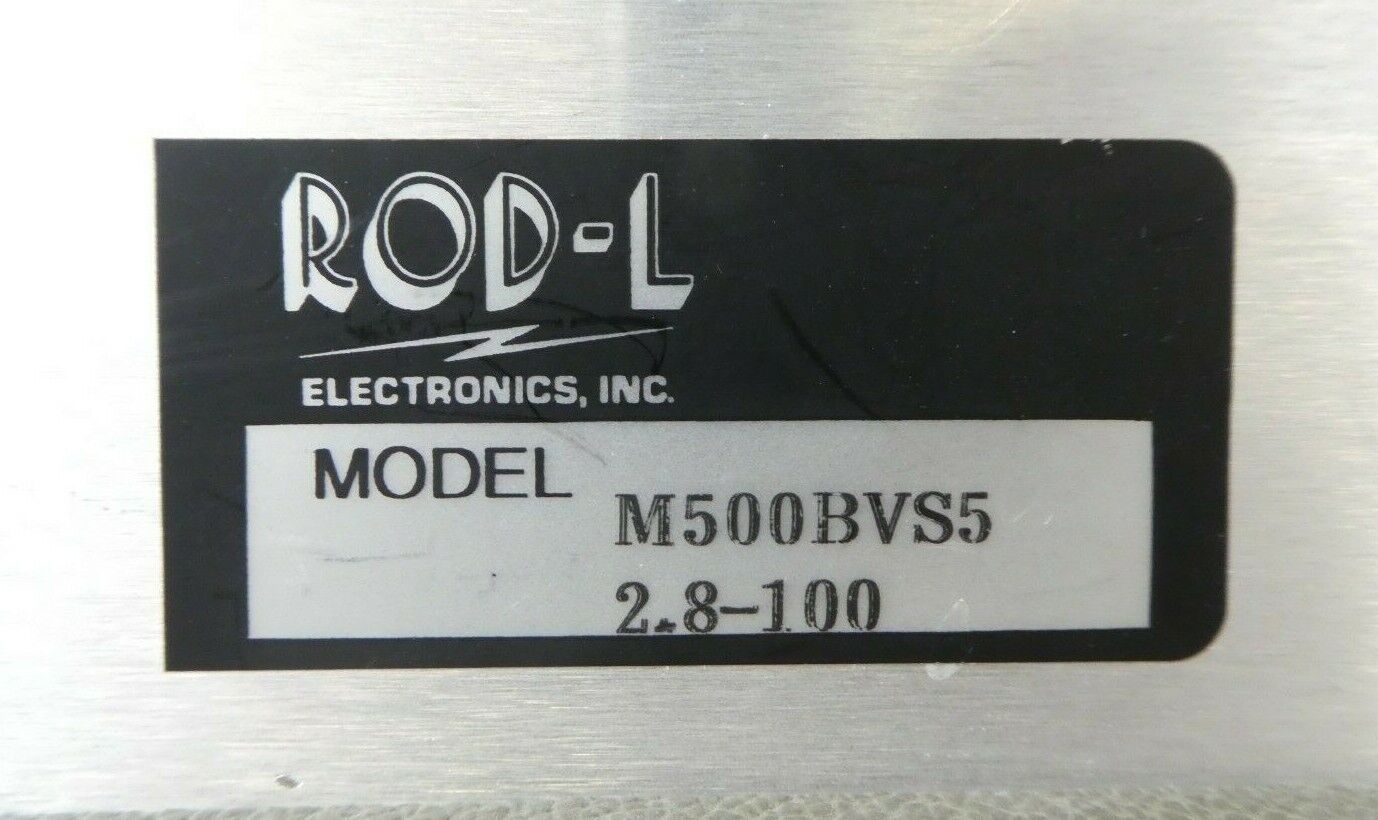 ROD-L
ELECTRONICS, INC.
MODEL
M500BVS5
2.8-100